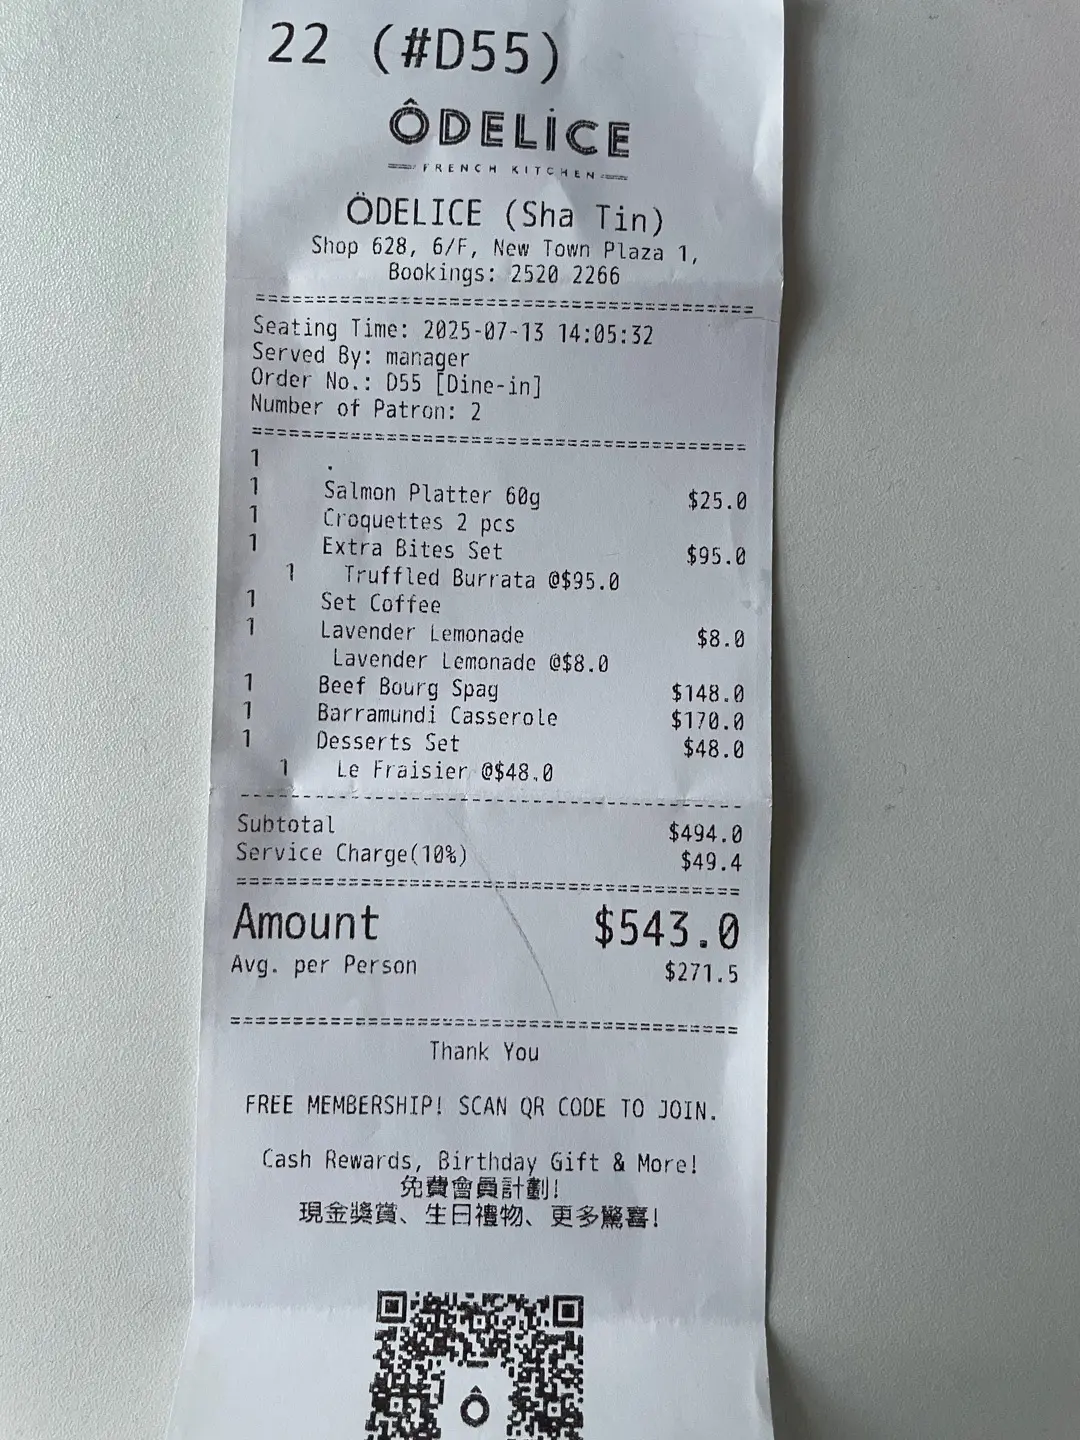 22 (#D55)
ÔDELİCE
FRENCH KITCHEN
ÖDELICE (Sha Tin)
Shop 628, 6/F, New Town Plaza 1,
Bookings: 2520 2266
========================================
Seating Time: 2025-07-13 14:05:32
Served By: manager
Order No.: D55 [Dine-in]
Number of Patron: 2
========================================
1 .
1 Salmon Platter 60g $25.0
1 Croquettes 2 pcs
1 Extra Bites Set $95.0
1 Truffled Burrata @$95.0
1 Set Coffee
1 Lavender Lemonade $8.0
Lavender Lemonade @$8.0
1 Beef Bourg Spag $148.0
1 Barramundi Casserole $170.0
1 Desserts Set $48.0
1 Le Fraisier @$48.0
----------------------------------------
Subtotal $494.0
Service Charge(10%) $49.4
========================================
Amount $543.0
Avg. per Person $271.5
========================================
Thank You
FREE MEMBERSHIP! SCAN QR CODE TO JOIN.
Cash Rewards, Birthday Gift & More!
免費會員計劃!
現金獎賞、生日禮物、更多驚喜!
Ô